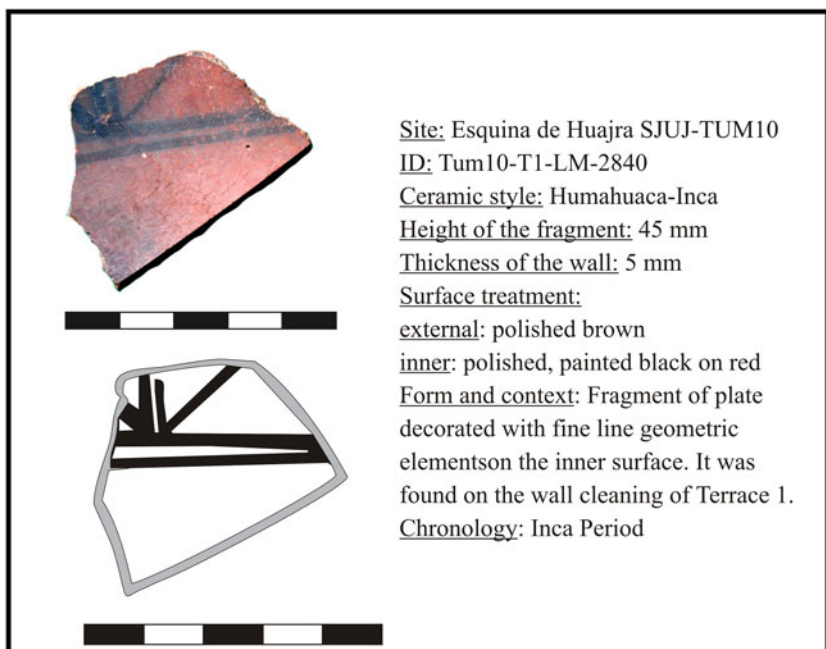 Site: Esquina de Huajra SJUJ-TUM10
ID: Tum10-T1-LM-2840
Ceramic style: Humahuaca-Inca
Height of the fragment: 45 mm
Thickness of the wall: 5 mm
Surface treatment:
external: polished brown
inner: polished, painted black on red
Form and context: Fragment of plate
decorated with fine line geometric
elementson the inner surface. It was
found on the wall cleaning of Terrace 1.
Chronology: Inca Period